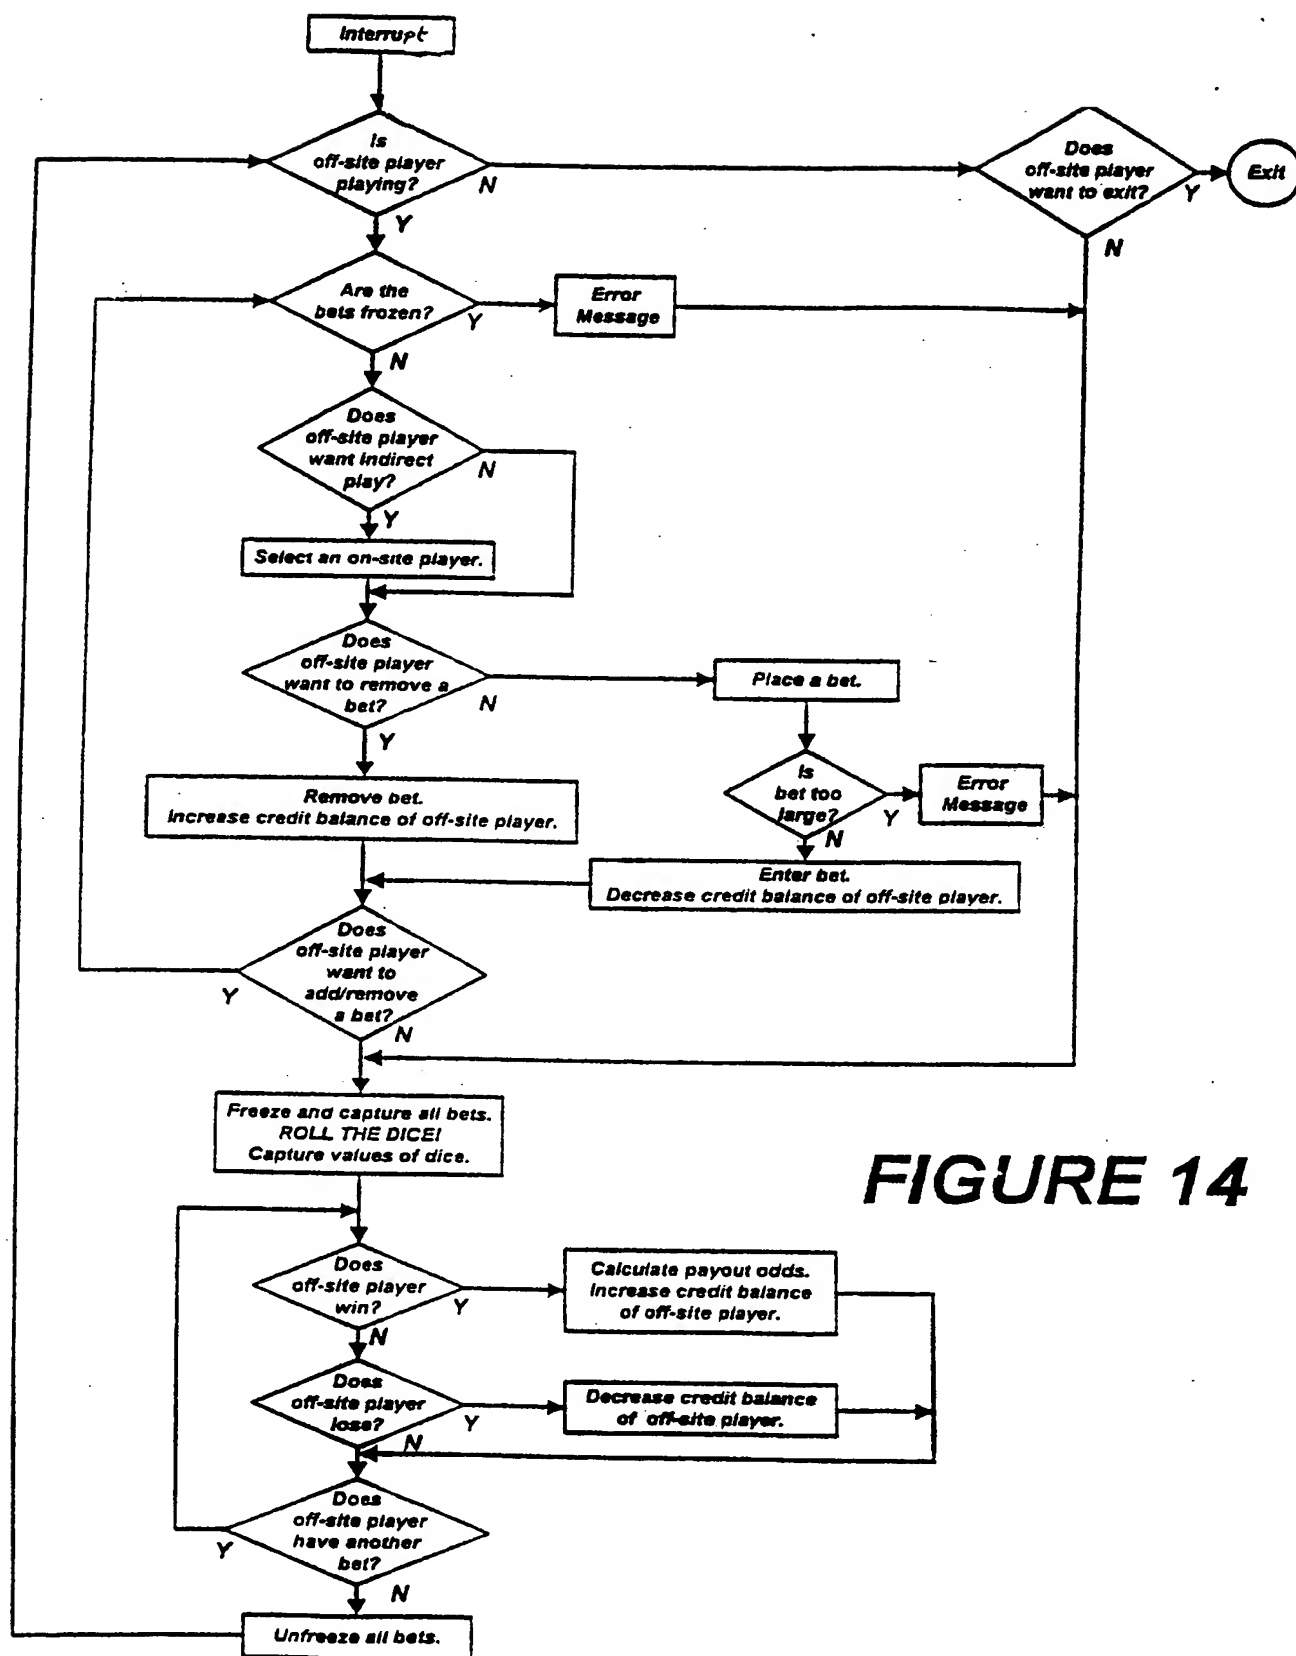 Interrupt
Is
off-site player
playing?
N
Y
Does
off-site player
want to exit?
Y
N
Exit
Are the
bets frozen?
Y
N
Error
Message
Does
off-site player
want indirect
play?
N
Y
Select an on-site player.
Does
off-site player
want to remove a
bet?
N
Y
Place a bet.
Is
bet too
large?
Y
N
Error
Message
Remove bet.
Increase credit balance of off-site player.
Enter bet.
Decrease credit balance of off-site player.
Does
off-site player
want to
add/remove
a bet?
Y
N
Freeze and capture all bets.
ROLL THE DICE!
Capture values of dice.
FIGURE 14
Does
off-site player
win?
Y
N
Calculate payout odds.
Increase credit balance
of off-site player.
Does
off-site player
lose?
Y
N
Decrease credit balance
of off-site player.
Does
off-site player
have another
bet?
Y
N
Unfreeze all bets.